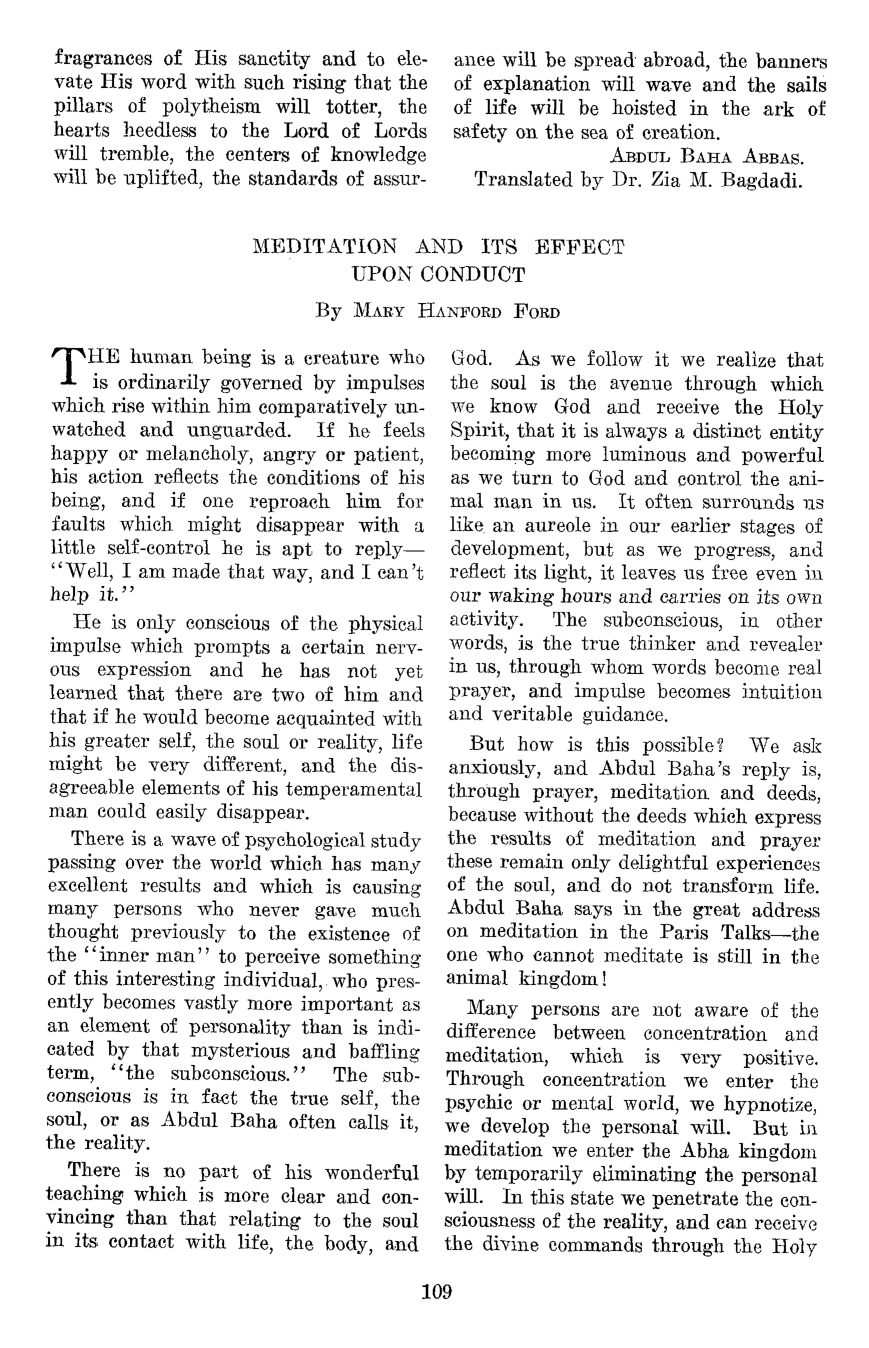 fragrances of His sanctity and to ele-
vate His word with such rising that the
pillars of polytheism will totter, the
hearts heedless to the Lord of Lords
will tremble, the centers of knowledge
will be uplifted, the standards of assur-
ance will be spread abroad, the banners
of explanation will wave and the sails
of life will be hoisted in the ark of
safety on the sea of creation.
ABDUL BAHA ABBAS.
Translated by Dr. Zia M. Bagdadi.
MEDITATION AND ITS EFFECT
UPON CONDUCT
By MARY HANFORD FORD
THE human being is a creature who
is ordinarily governed by impulses
which rise within him comparatively un-
watched and unguarded. If he feels
happy or melancholy, angry or patient,
his action reflects the conditions of his
being, and if one reproach him for
faults which might disappear with a
little self-control he is apt to reply—
"Well, I am made that way, and I can't
help it."
He is only conscious of the physical
impulse which prompts a certain nerv-
ous expression and he has not yet
learned that there are two of him and
that if he would become acquainted with
his greater self, the soul or reality, life
might be very different, and the dis-
agreeable elements of his temperamental
man could easily disappear.
There is a wave of psychological study
passing over the world which has many
excellent results and which is causing
many persons who never gave much
thought previously to the existence of
the "inner man" to perceive something
of this interesting individual, who pres-
ently becomes vastly more important as
an element of personality than is indi-
cated by that mysterious and baffling
term, "the subconscious." The sub-
conscious is in fact the true self, the
soul, or as Abdul Baha often calls it,
the reality.
There is no part of his wonderful
teaching which is more clear and con-
vincing than that relating to the soul
in its contact with life, the body, and
God. As we follow it we realize that
the soul is the avenue through which
we know God and receive the Holy
Spirit, that it is always a distinct entity
becoming more luminous and powerful
as we turn to God and control the ani-
mal man in us. It often surrounds us
like an aureole in our earlier stages of
development, but as we progress, and
reflect its light, it leaves us free even in
our waking hours and carries on its own
activity. The subconscious, in other
words, is the true thinker and revealer
in us, through whom words become real
prayer, and impulse becomes intuition
and veritable guidance.
But how is this possible? We ask
anxiously, and Abdul Baha's reply is,
through prayer, meditation and deeds,
because without the deeds which express
the results of meditation and prayer
these remain only delightful experiences
of the soul, and do not transform life.
Abdul Baha says in the great address
on meditation in the Paris Talks—the
one who cannot meditate is still in the
animal kingdom!
Many persons are not aware of the
difference between concentration and
meditation, which is very positive.
Through concentration we enter the
psychic or mental world, we hypnotize,
we develop the personal will. But in
meditation we enter the Abha kingdom
by temporarily eliminating the personal
will. In this state we penetrate the con-
sciousness of the reality, and can receive
the divine commands through the Holy
109